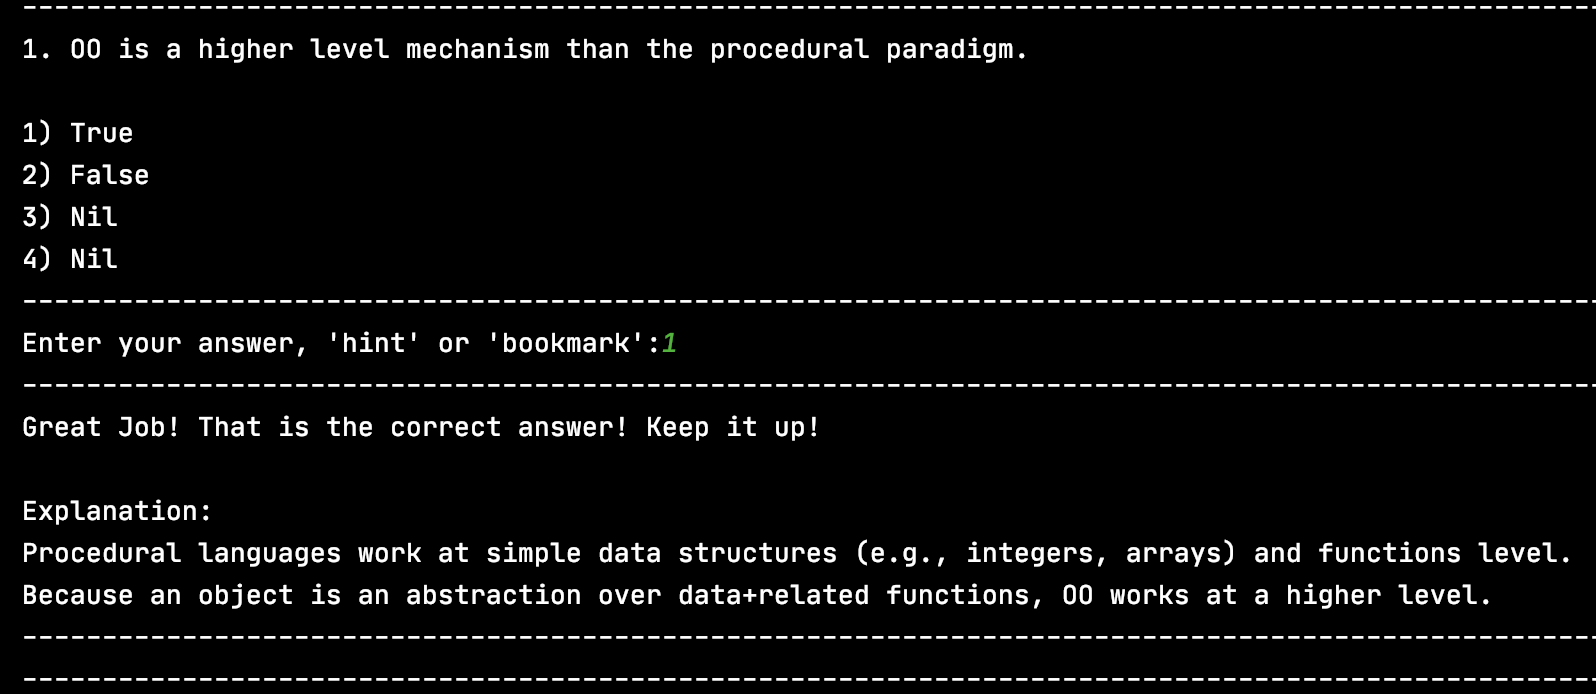 --------------------------------------------------------------------------------------------------
1. OO is a higher level mechanism than the procedural paradigm.
1) True
2) False
3) Nil
4) Nil
--------------------------------------------------------------------------------------------------
Enter your answer, 'hint' or 'bookmark':1
--------------------------------------------------------------------------------------------------
Great Job! That is the correct answer! Keep it up!
Explanation:
Procedural languages work at simple data structures (e.g., integers, arrays) and functions level.
Because an object is an abstraction over data+related functions, OO works at a higher level.
--------------------------------------------------------------------------------------------------
--------------------------------------------------------------------------------------------------